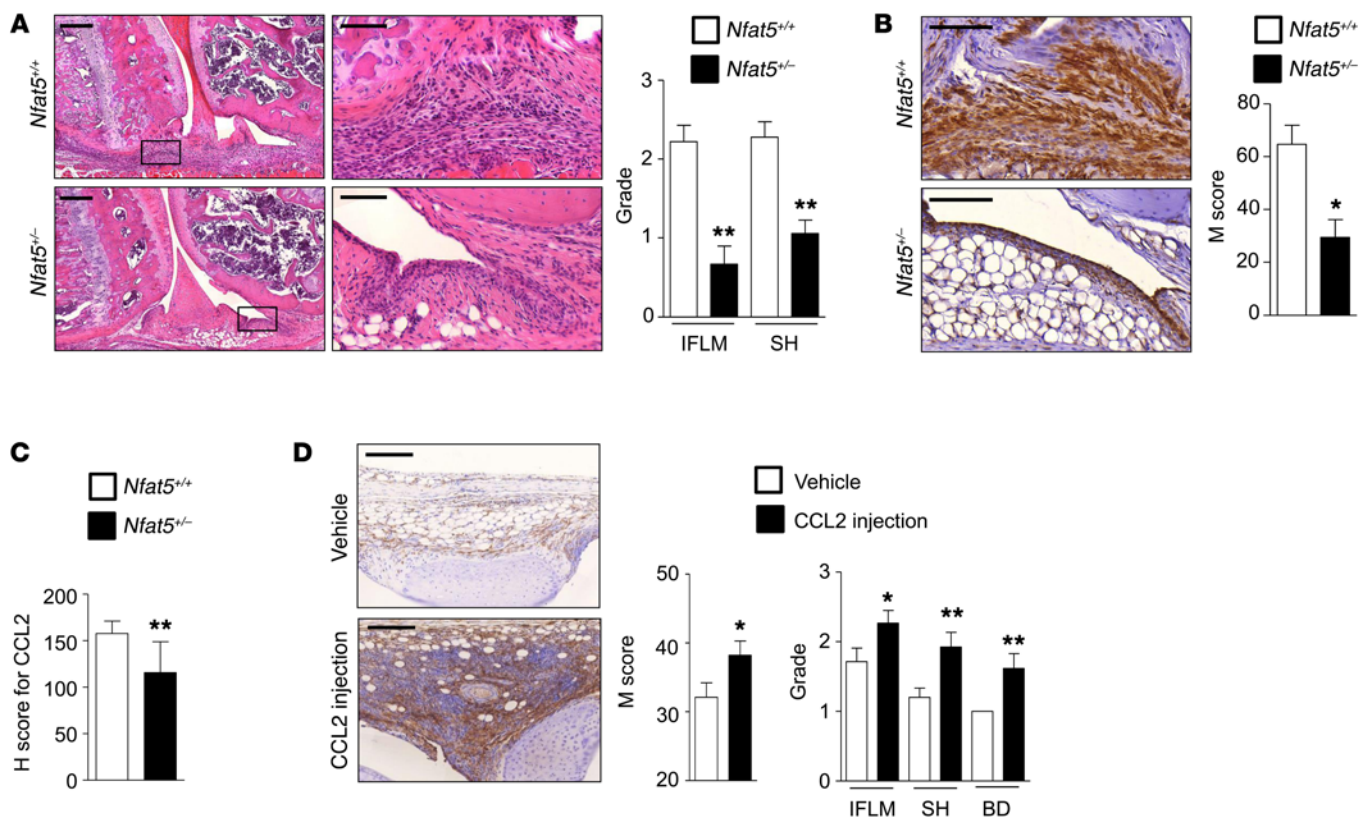 A
Nfat5+/+
Nfat5+/–
Nfat5+/+
Nfat5+/–
Grade
3
2
1
0
**
**
IFLM
SH
B
Nfat5+/+
Nfat5+/–
Nfat5+/+
Nfat5+/–
M score
80
60
40
20
0
*
C
Nfat5+/+
Nfat5+/–
H score for CCL2
200
150
100
50
0
**
D
Vehicle
CCL2 injection
Vehicle
CCL2 injection
M score
50
40
30
20
*
Grade
3
2
1
0
*
**
**
IFLM
SH
BD